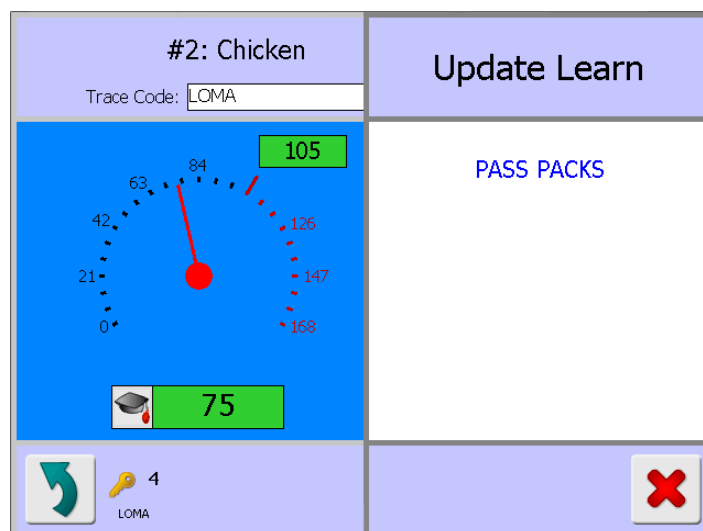 #2: Chicken
Trace Code: LOMA
Update Learn
105
84
63
42
21
0
126
147
168
75
PASS PACKS
4
LOMA